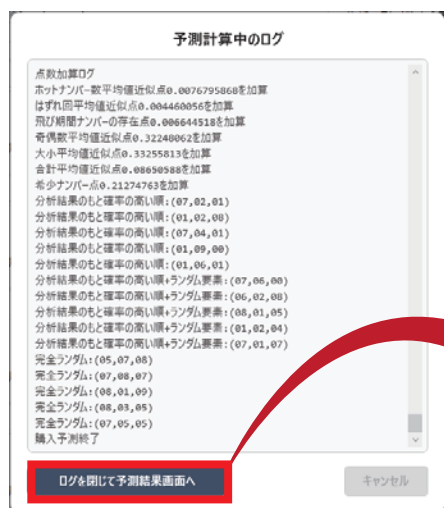 予測計算中のログ
点数加算ログ
ホットナンバー数平均値近似点0.0076795868を加算
はずれ回平均値近似点0.004460056を加算
飛び期間ナンバーの存在点0.006644518を加算
奇偶数平均値近似点0.32248062を加算
大小平均値近似点0.33255813を加算
合計平均値近似点0.08650588を加算
希少ナンバー点0.21274763を加算
分析結果のもと確率の高い順:(07,02,01)
分析結果のもと確率の高い順:(01,02,08)
分析結果のもと確率の高い順:(07,04,01)
分析結果のもと確率の高い順:(01,09,00)
分析結果のもと確率の高い順:(01,06,01)
分析結果のもと確率の高い順+ランダム要素:(07,06,00)
分析結果のもと確率の高い順+ランダム要素:(06,02,08)
分析結果のもと確率の高い順+ランダム要素:(08,01,05)
分析結果のもと確率の高い順+ランダム要素:(01,02,04)
分析結果のもと確率の高い順+ランダム要素:(07,01,07)
完全ランダム:(05,07,08)
完全ランダム:(07,08,07)
完全ランダム:(08,01,09)
完全ランダム:(08,03,05)
完全ランダム:(07,05,05)
購入予測終了
ログを閉じて予測結果画面へ
キャンセル